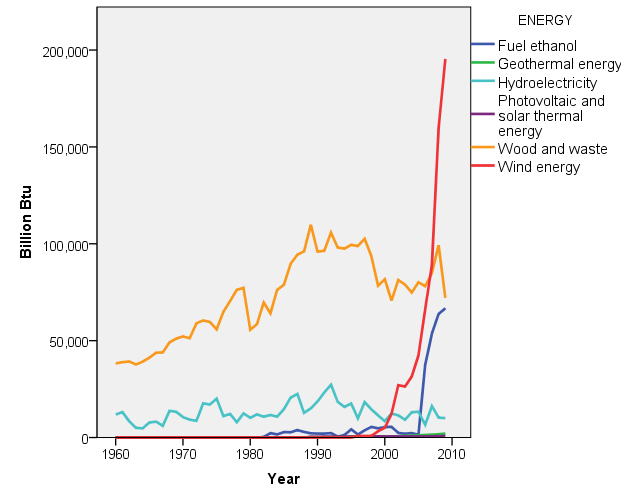 ENERGY
Fuel ethanol
Geothermal energy
Hydroelectricity
Photovoltaic and
solar thermal
energy
Wood and waste
Wind energy
Billion Btu
200,000
150,000
100,000
50,000
0
1960 1970 1980 1990 2000 2010
Year